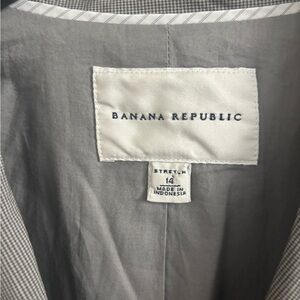 BANANA REPUBLIC
STRETCH
14
MADE IN
INDONESIA